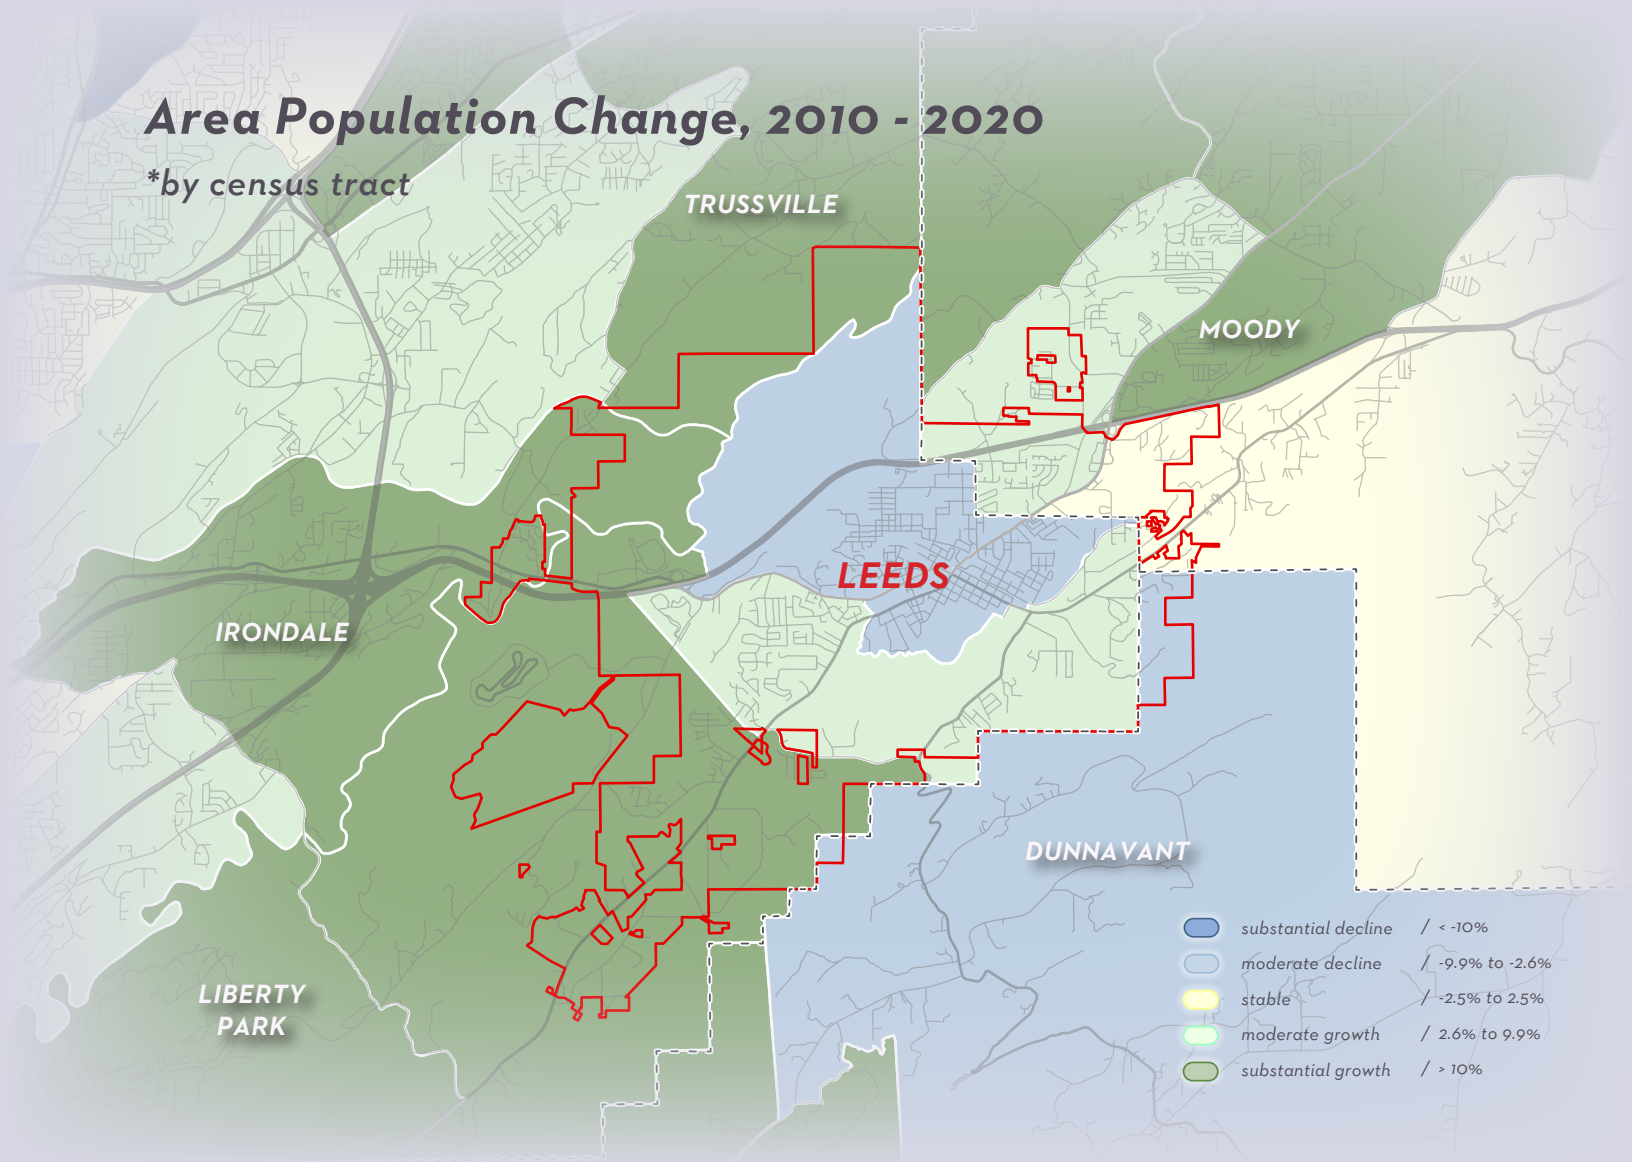 Area Population Change, 2010 - 2020
*by census tract
TRUSSVILLE
MOODY
LEEDS
IRONDALE
DUNNAVANT
LIBERTY
PARK
substantial decline / < -10%
moderate decline / -9.9% to -2.6%
stable / -2.5% to 2.5%
moderate growth / 2.6% to 9.9%
substantial growth / > 10%